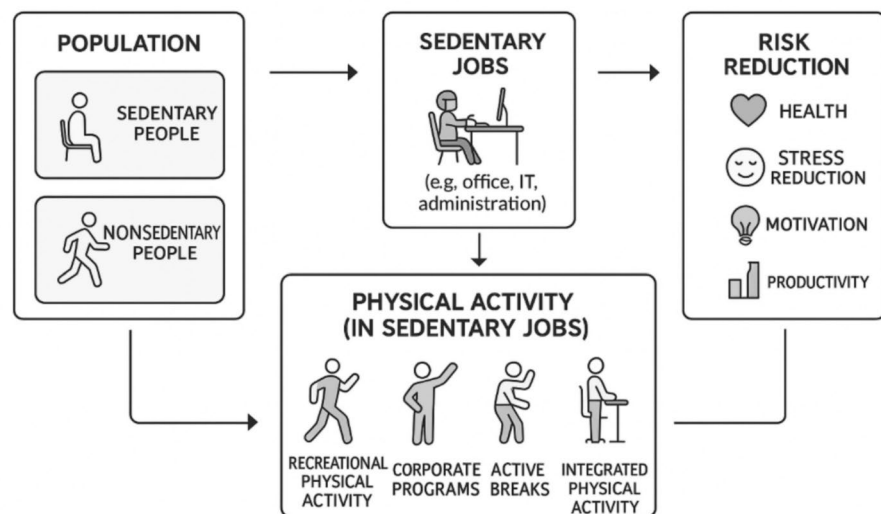 POPULATION
SEDENTARY
PEOPLE
NONSEDENTARY
PEOPLE
SEDENTARY
JOBS
(e.g, office, IT,
administration)
RISK
REDUCTION
HEALTH
STRESS
REDUCTION
MOTIVATION
PRODUCTIVITY
PHYSICAL ACTIVITY
(IN SEDENTARY JOBS)
RECREATIONAL
PHYSICAL
ACTIVITY
CORPORATE
PROGRAMS
ACTIVE
BREAKS
INTEGRATED
PHYSICAL
ACTIVITY